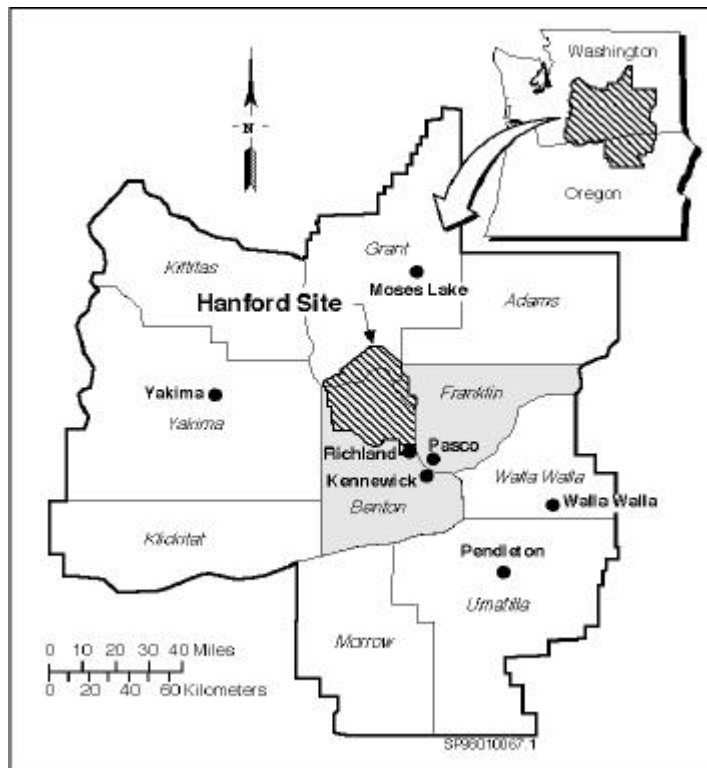 Washington
Oregon
N
Kittitas
Grant
Moses Lake
Adams
Hanford Site
Yakima
Yakima
Franklin
Richland
Pasco
Kennewick
Benton
Walla Walla
Walla Walla
Klickitat
Pendleton
Umatilla
Morrow
0 10 20 30 40 Miles
0 20 40 60 Kilometers
SP98010067.1